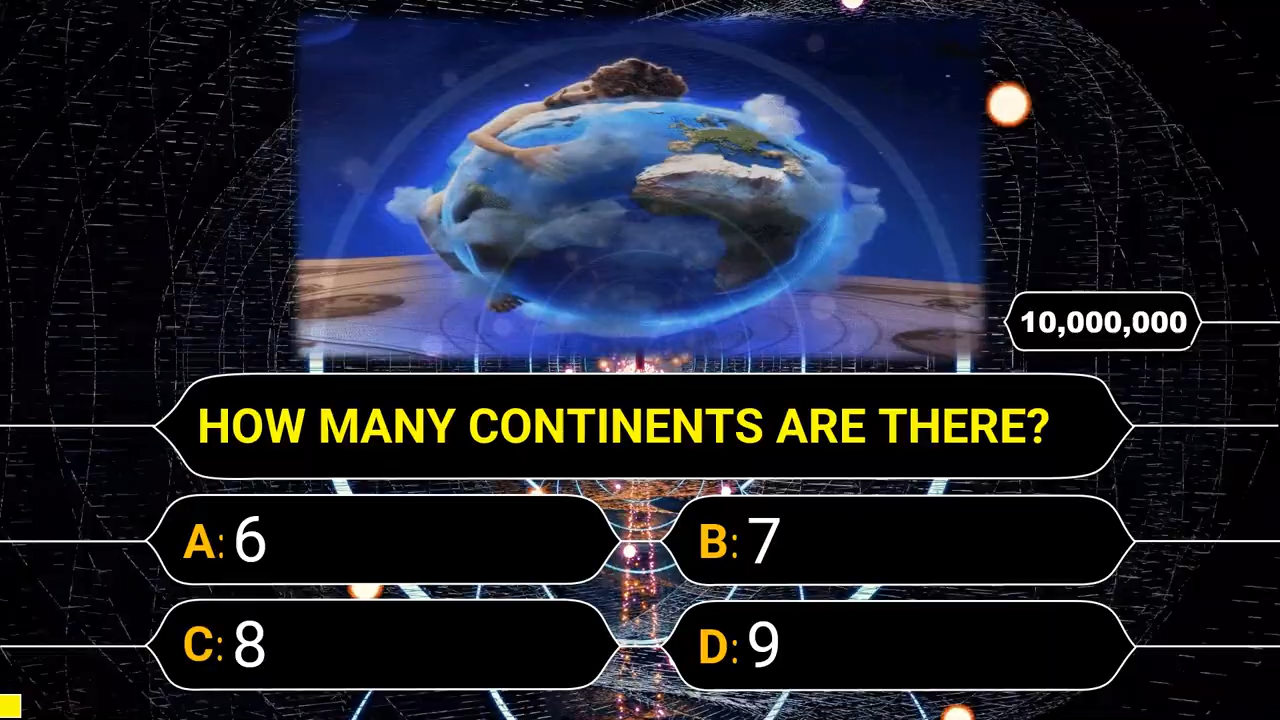 10,000,000
HOW MANY CONTINENTS ARE THERE?
A: 6
B: 7
C: 8
D: 9